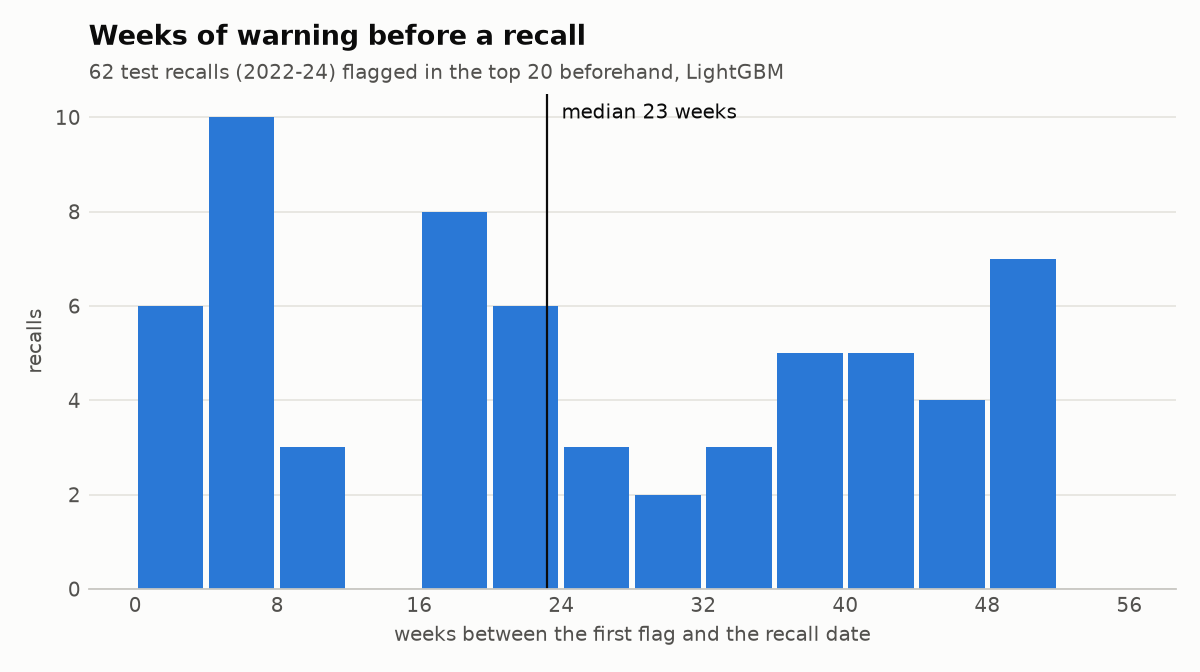 Weeks of warning before a recall
62 test recalls (2022-24) flagged in the top 20 beforehand, LightGBM
median 23 weeks
10
8
6
4
2
0
recalls
0 8 16 24 32 40 48 56
weeks between the first flag and the recall date